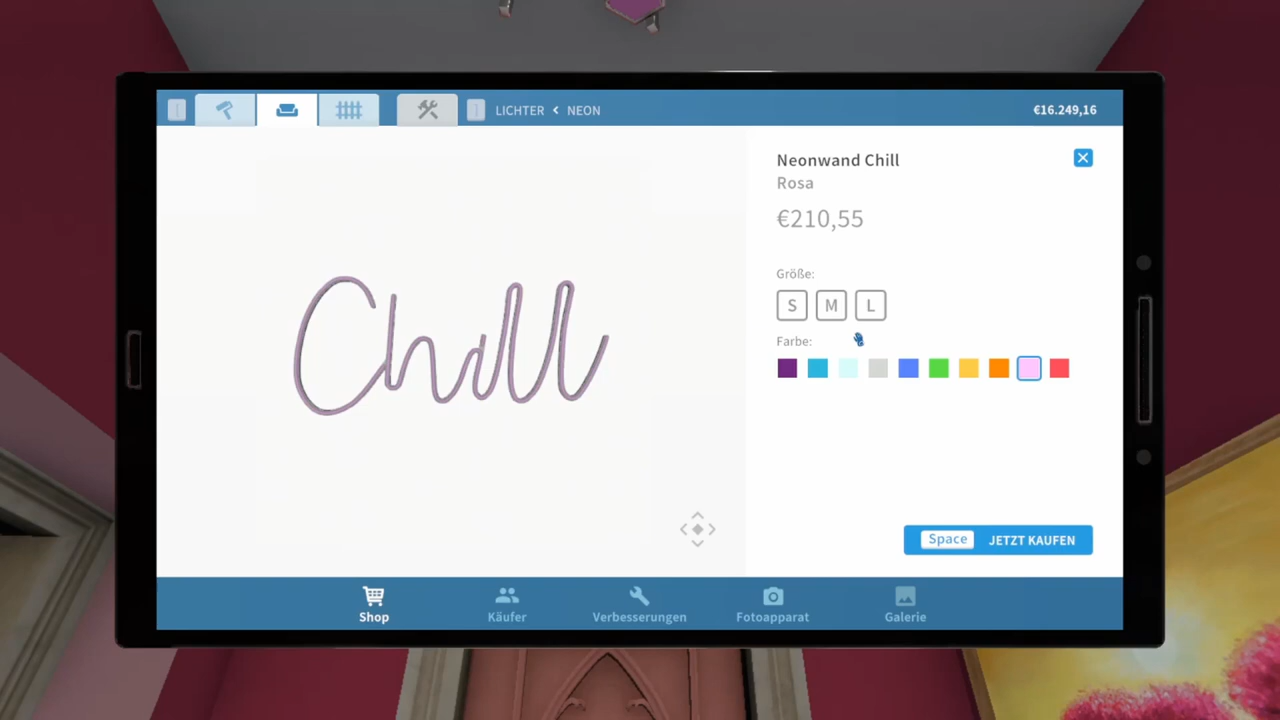 LICHTER < NEON
€16.249,16
Chill
Neonwand Chill
Rosa
€210,55
Größe:
S M L
Farbe:
Space JETZT KAUFEN
Shop Käufer Verbesserungen Fotoapparat Galerie